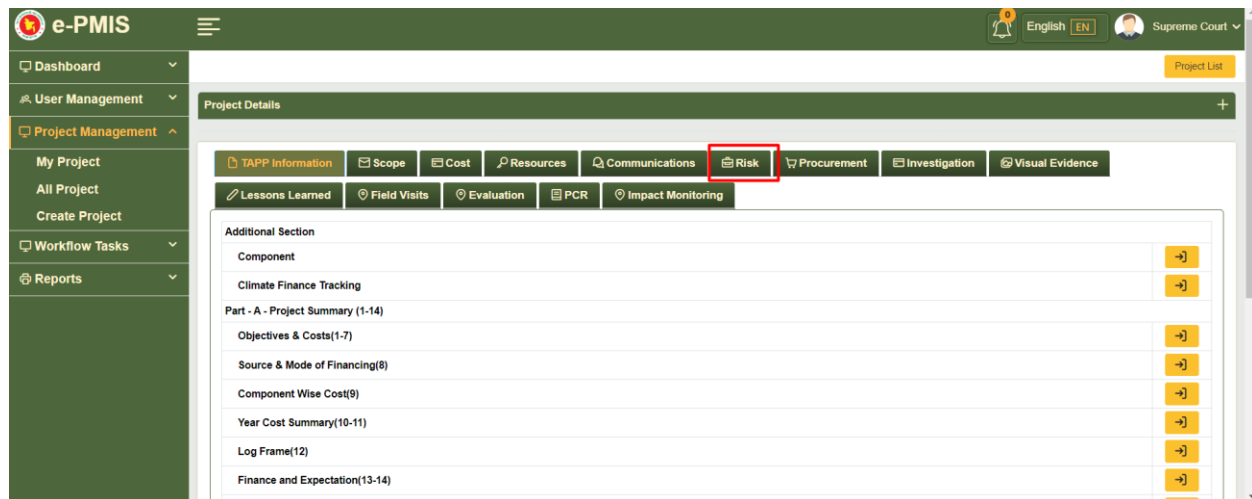 e-PMIS
0
English EN
Supreme Court
Dashboard
Project List
User Management
Project Details
Project Management
My Project
All Project
Create Project
Workflow Tasks
Reports
TAPP Information Scope Cost Resources Communications Risk Procurement Investigation Visual Evidence
Lessons Learned Field Visits Evaluation PCR Impact Monitoring
Additional Section
Component
Climate Finance Tracking
Part - A - Project Summary (1-14)
Objectives & Costs(1-7)
Source & Mode of Financing(8)
Component Wise Cost(9)
Year Cost Summary(10-11)
Log Frame(12)
Finance and Expectation(13-14)